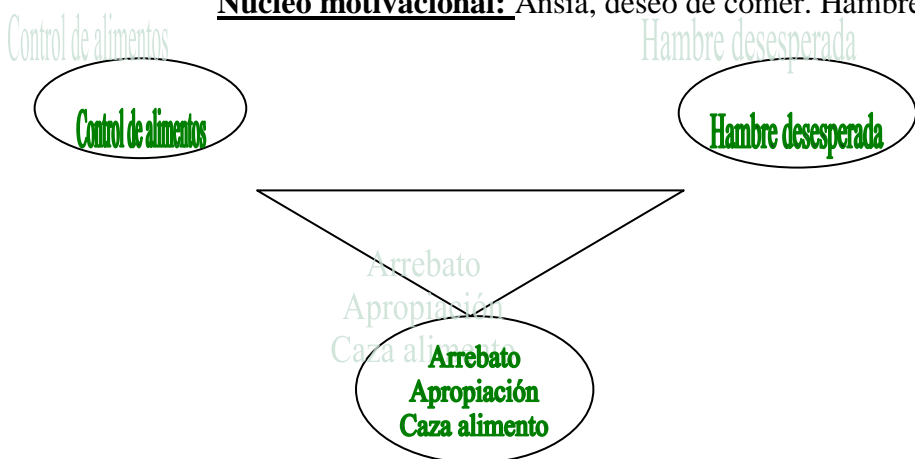 Núcleo motivacional: Ansia, deseo de comer. Hambre
Control de alimentos
Hambre desesperada
Control de alimentos
Hambre desesperada
Arrebato
Apropiación
Caza alimento
Arrebato
Apropiación
Caza alimento